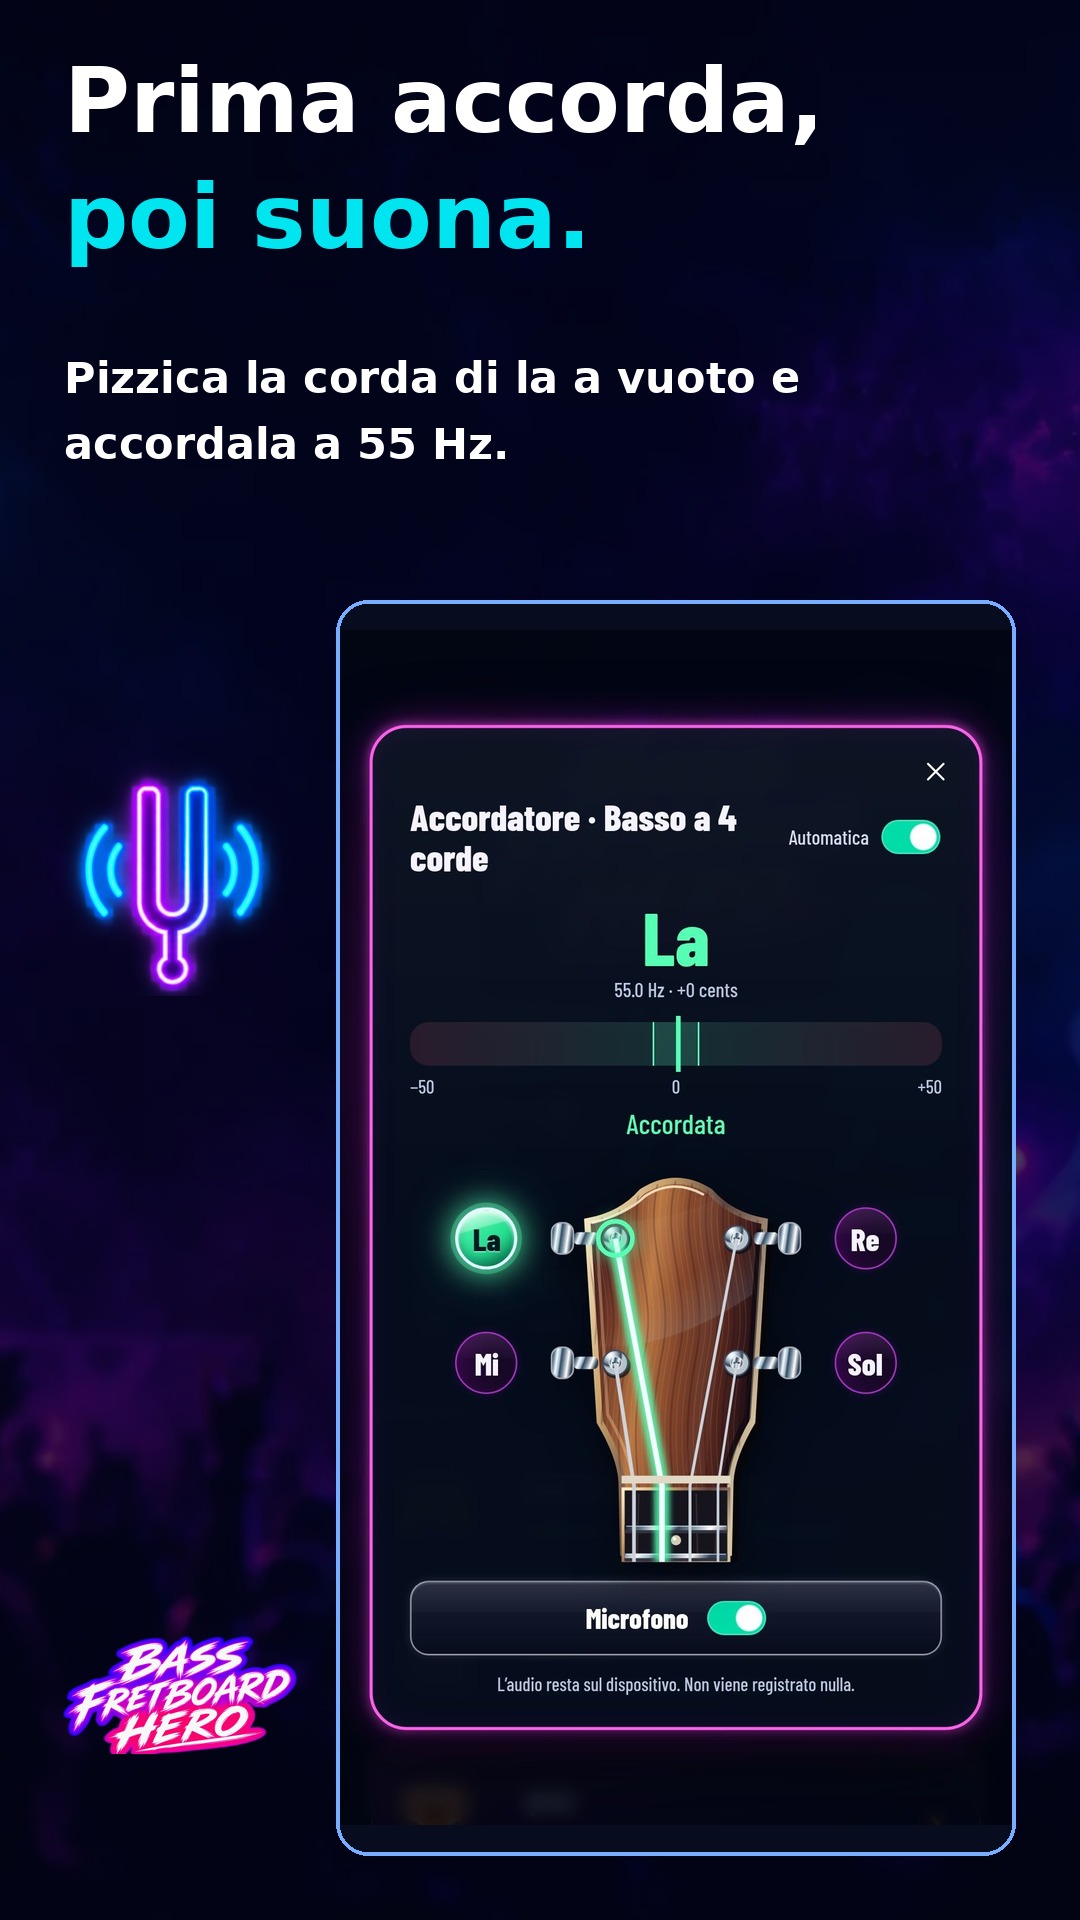 Prima accorda,
poi suona.
Pizzica la corda di la a vuoto e
accordala a 55 Hz.
Accordatore · Basso a 4
corde
Automatica
La
55.0 Hz · +0 cents
−50
0
+50
Accordata
La
Re
Mi
Sol
Microfono
L’audio resta sul dispositivo. Non viene registrato nulla.
BASS
FRETBOARD
HERO